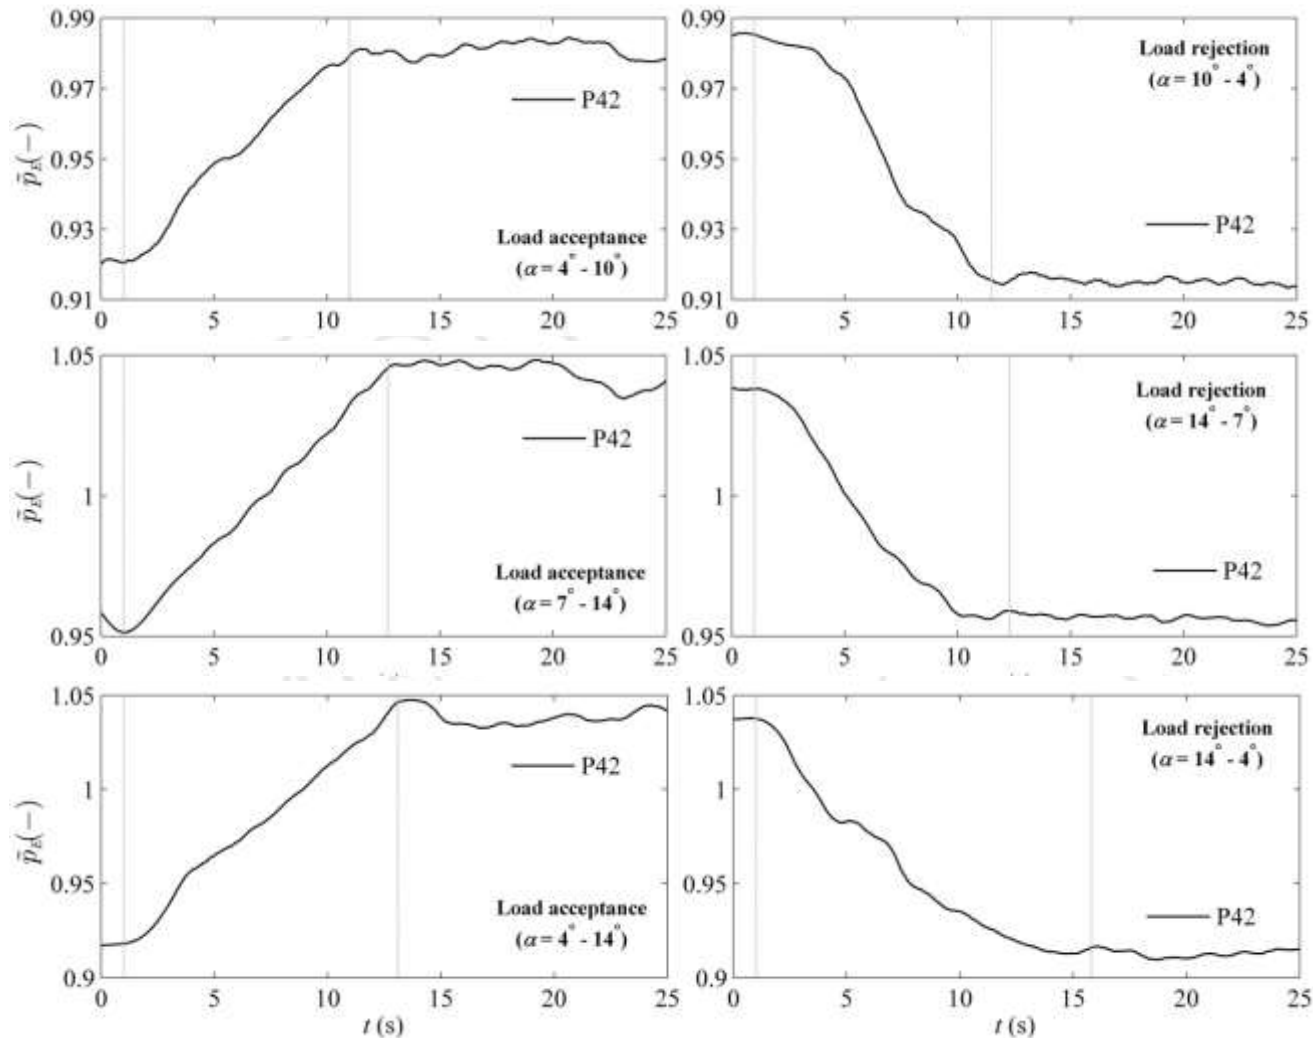 0.99
0.97
0.95
0.93
0.91
p̃_E(−)
P42
Load acceptance
(α = 4° - 10°)
0 5 10 15 20 25
0.99
0.97
0.95
0.93
0.91
Load rejection
(α = 10° - 4°)
P42
0 5 10 15 20 25
1.05
1
0.95
p̃_E(−)
P42
Load acceptance
(α = 7° - 14°)
0 5 10 15 20 25
1.05
1
0.95
Load rejection
(α = 14° - 7°)
P42
0 5 10 15 20 25
1.05
1
0.95
0.9
p̃_E(−)
P42
Load acceptance
(α = 4° - 14°)
0 5 10 15 20 25
t (s)
1.05
1
0.95
0.9
Load rejection
(α = 14° - 4°)
P42
0 5 10 15 20 25
t (s)